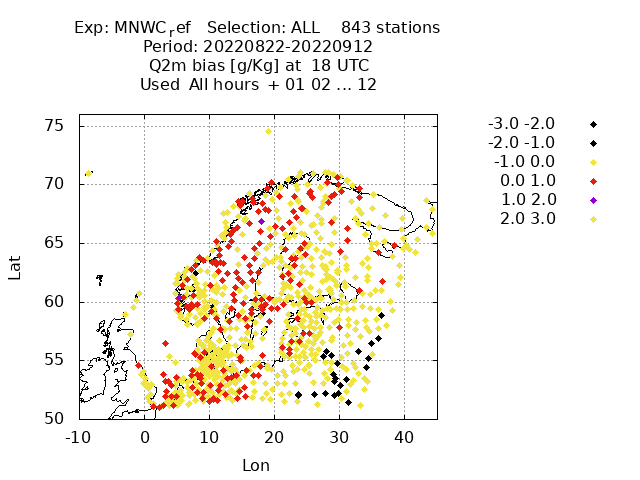 Exp: MNWC_ref   Selection: ALL    843 stations
Period: 20220822-20220912
Q2m bias [g/Kg] at  18 UTC
Used  All hours  + 01 02 ... 12
75
70
65
60
55
50
-10 0 10 20 30 40
Lat
Lon
-3.0 -2.0
-2.0 -1.0
-1.0 0.0
0.0 1.0
1.0 2.0
2.0 3.0